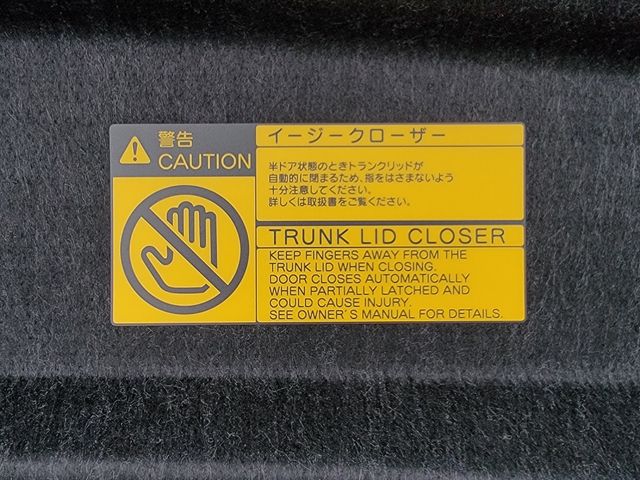 警告
CAUTION
イージークローザー
半ドア状態のときトランクリッドが
自動的に閉まるため、指をはさまないよう
十分注意してください。
詳しくは取扱書をご覧ください。
TRUNK LID CLOSER
KEEP FINGERS AWAY FROM THE
TRUNK LID WHEN CLOSING.
DOOR CLOSES AUTOMATICALLY
WHEN PARTIALLY LATCHED AND
COULD CAUSE INJURY.
SEE OWNER'S MANUAL FOR DETAILS.